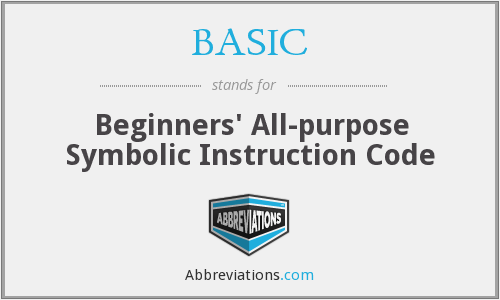 BASIC
stands for
Beginners' All-purpose
Symbolic Instruction Code
ABBREVIATIONS
Abbreviations.com